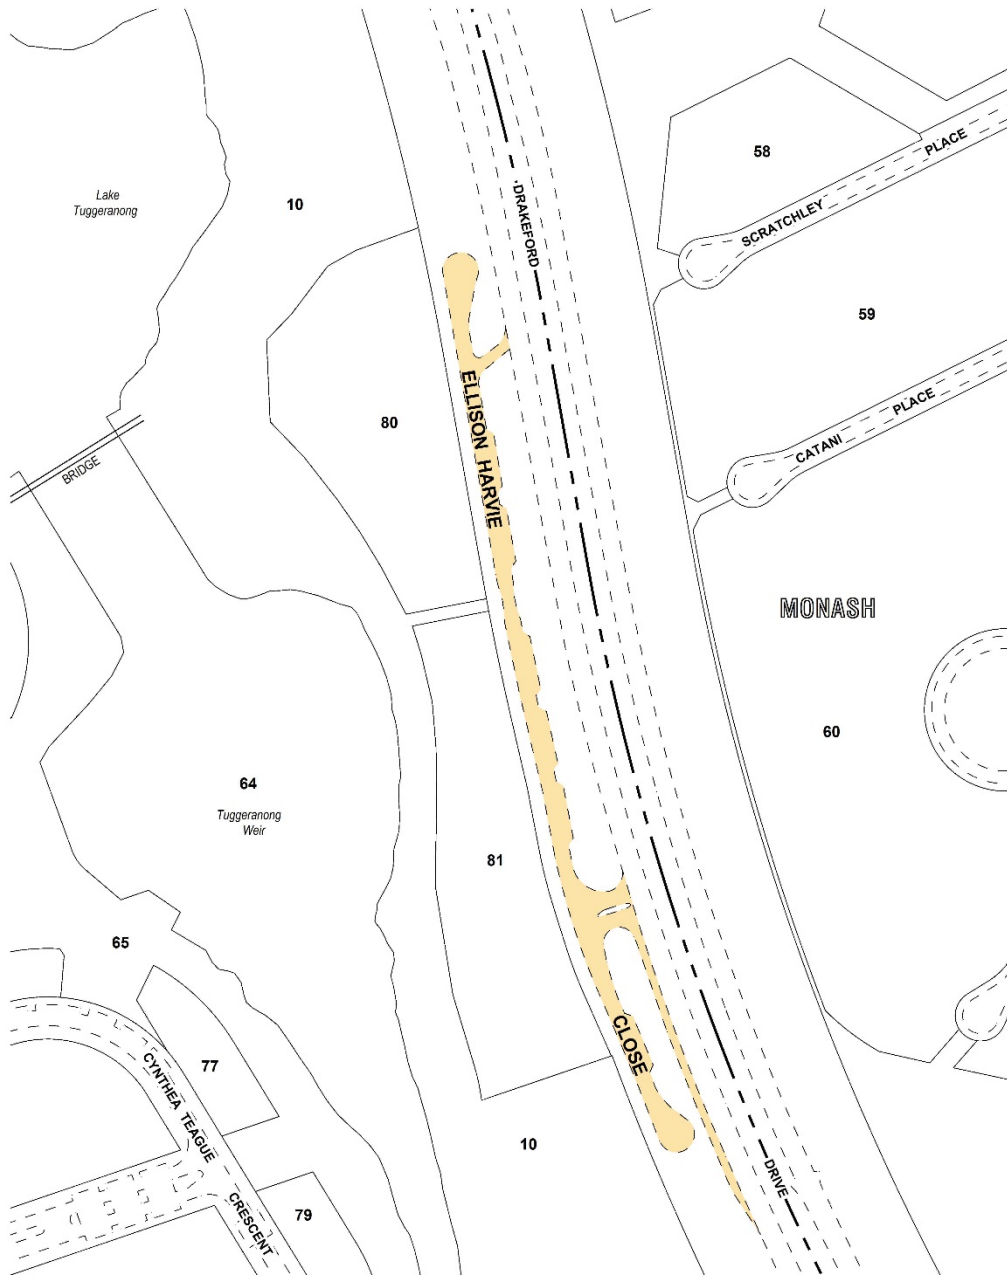 58
PLACE
SCRATCHLEY
Lake
Tuggeranong
10
DRAKEFORD
59
PLACE
CATANI
80
ELLISON HARVIE
BRIDGE
MONASH
60
64
Tuggeranong
Weir
81
65
CLOSE
77
CYNTHEA TEAGUE
10
DRIVE
79
CRESCENT